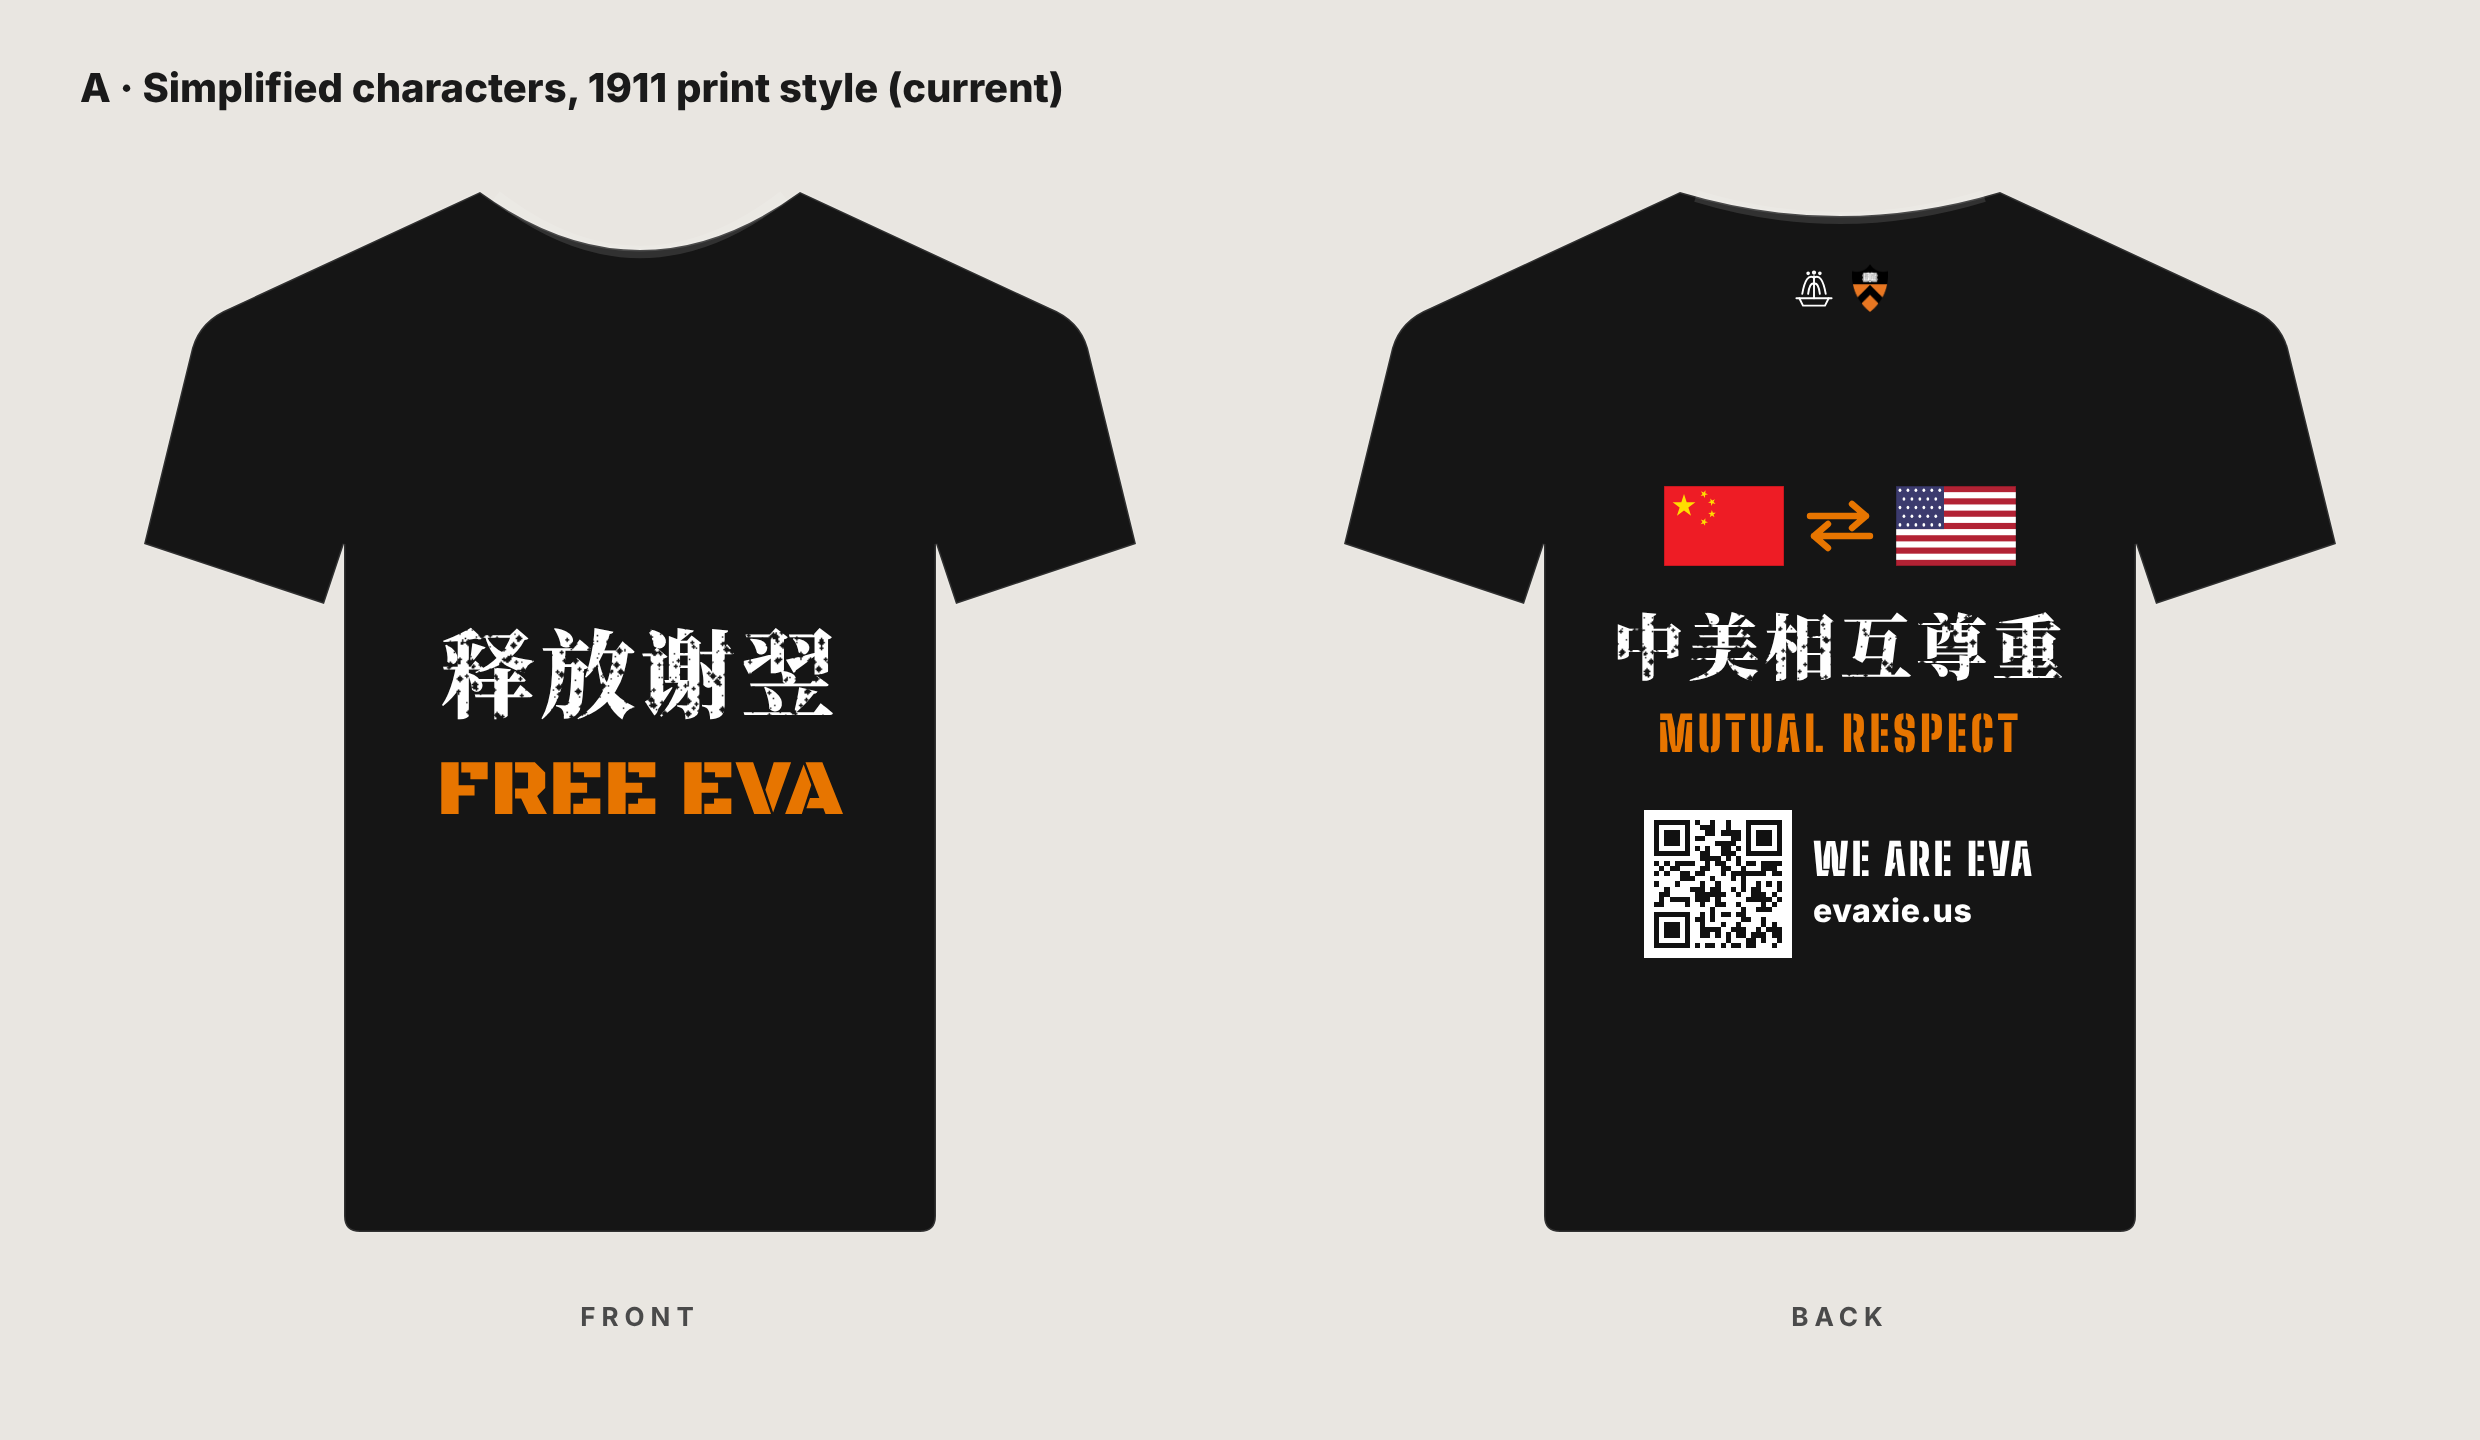 A · Simplified characters, 1911 print style (current)
释放谢翌
FREE EVA
FRONT
中美相互尊重
MUTUAL RESPECT
WE ARE EVA
evaxie.us
BACK